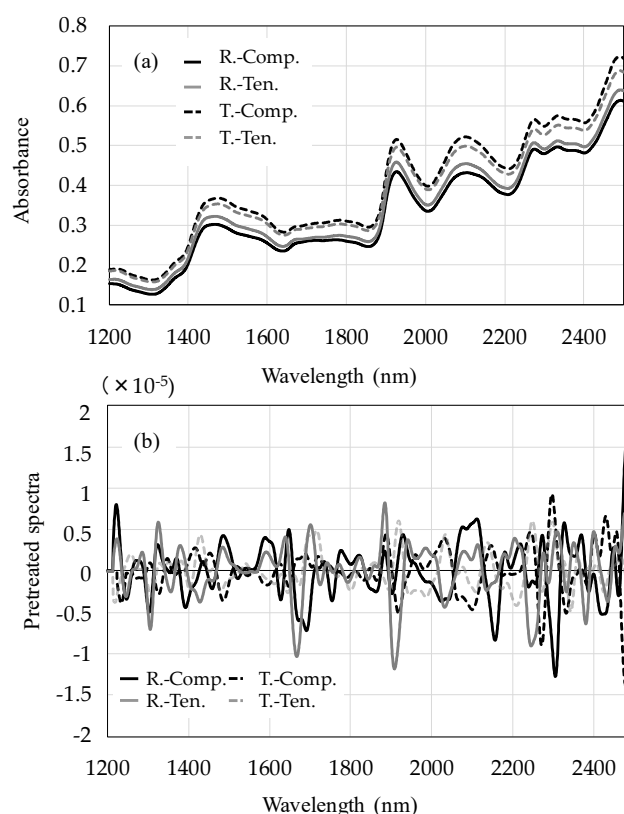 0.8
(a)
R.-Comp.
R.-Ten.
T.-Comp.
T.-Ten.
0.7
0.6
0.5
0.4
0.3
0.2
0.1
Absorbance
1200 1400 1600 1800 2000 2200 2400
Wavelength (nm)
(×10-5)
2
(b)
1.5
1
0.5
0
-0.5
-1
-1.5
-2
Pretreated spectra
R.-Comp. T.-Comp.
R.-Ten. T.-Ten.
1200 1400 1600 1800 2000 2200 2400
Wavelength (nm)